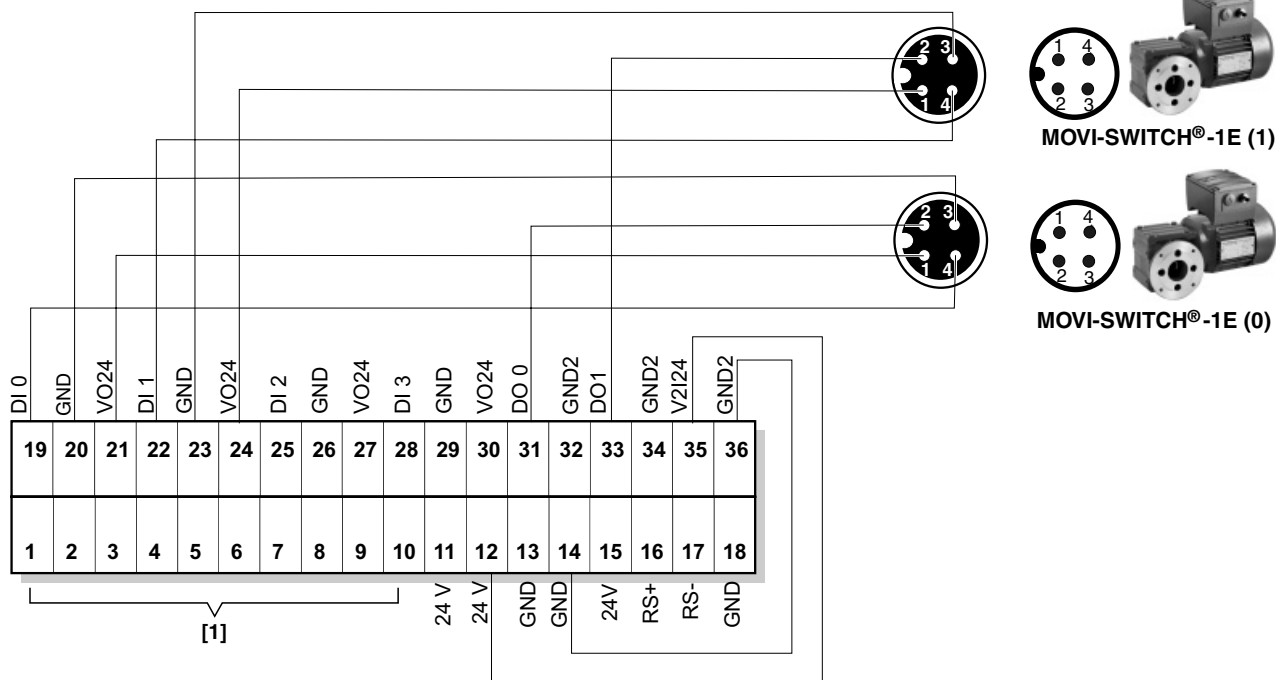 2 3
1 4
1 4
2 3
MOVI-SWITCH®-1E (1)
2 3
1 4
1 4
2 3
MOVI-SWITCH®-1E (0)
DI 0
GND
VO24
DI 1
GND
VO24
DI 2
GND
VO24
DI 3
GND
VO24
DO 0
GND2
DO1
GND2
V2I24
GND2
19 20 21 22 23 24 25 26 27 28 29 30 31 32 33 34 35 36
1 2 3 4 5 6 7 8 9 10 11 12 13 14 15 16 17 18
24 V
24 V
GND
GND
24V
RS+
RS-
GND
[1]